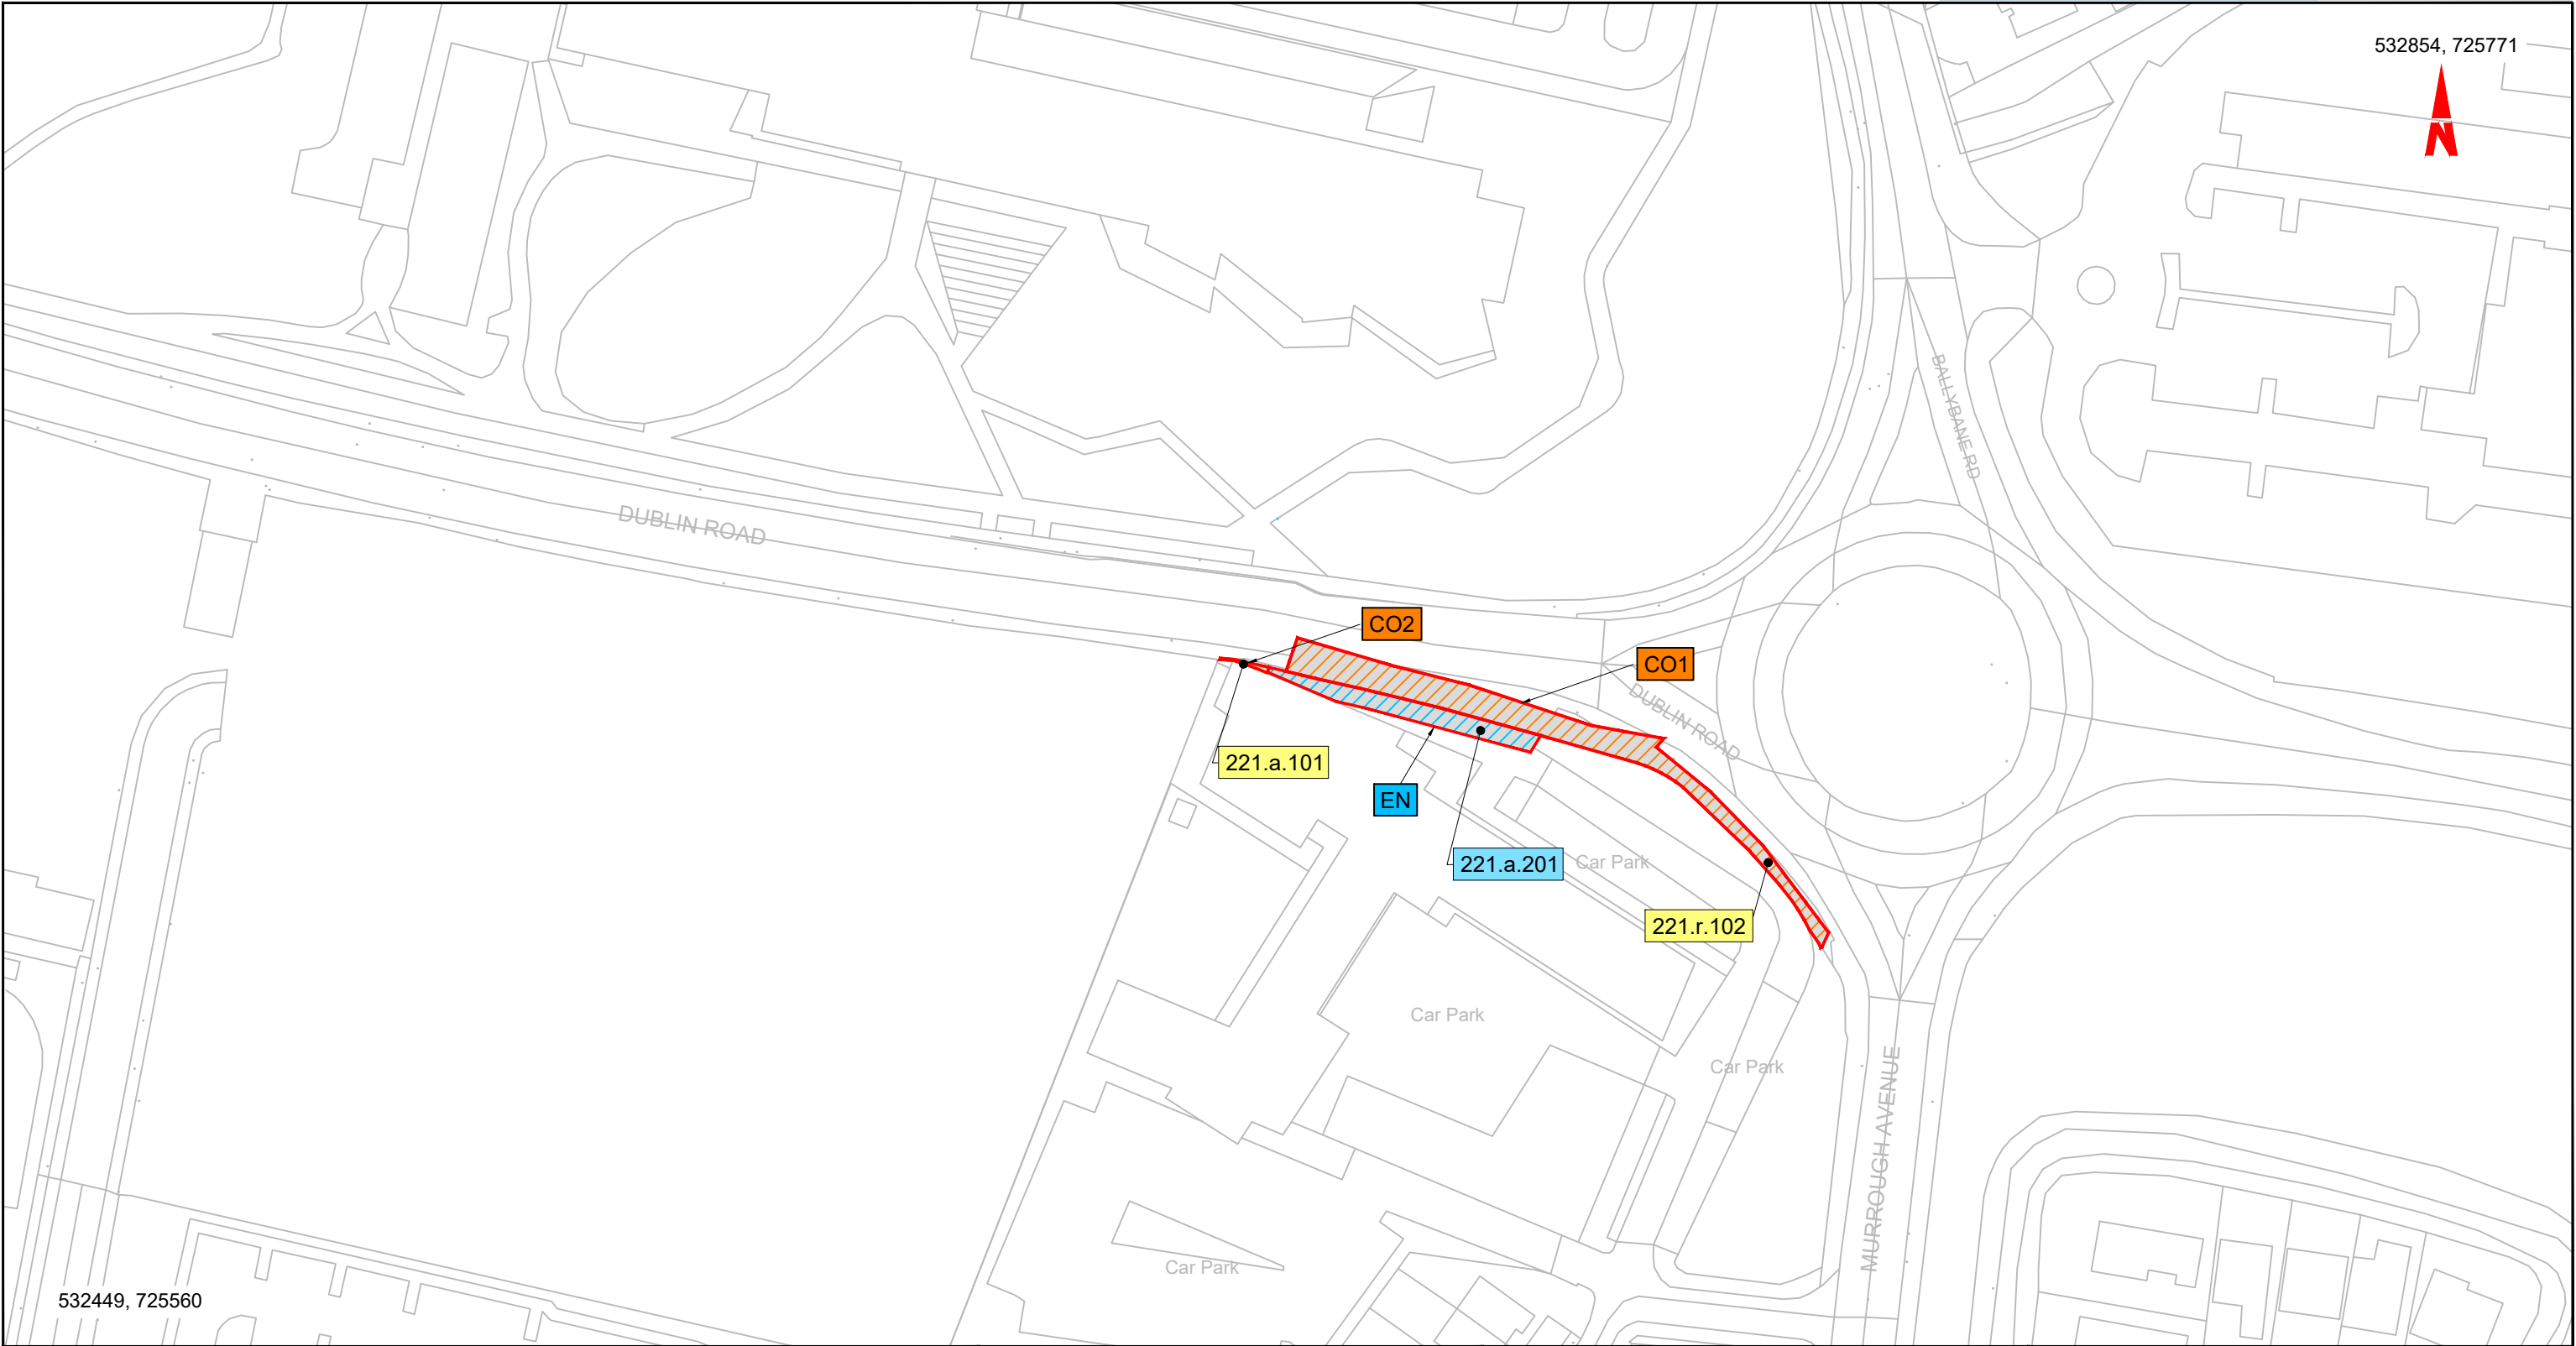 532854, 725771
N
BALLYBANE RD
DUBLIN ROAD
CO2
CO1
DUBLIN ROAD
221.a.101
EN
221.a.201
Car Park
221.r.102
Car Park
Car Park
MURROUGH AVENUE
Car Park
532449, 725560